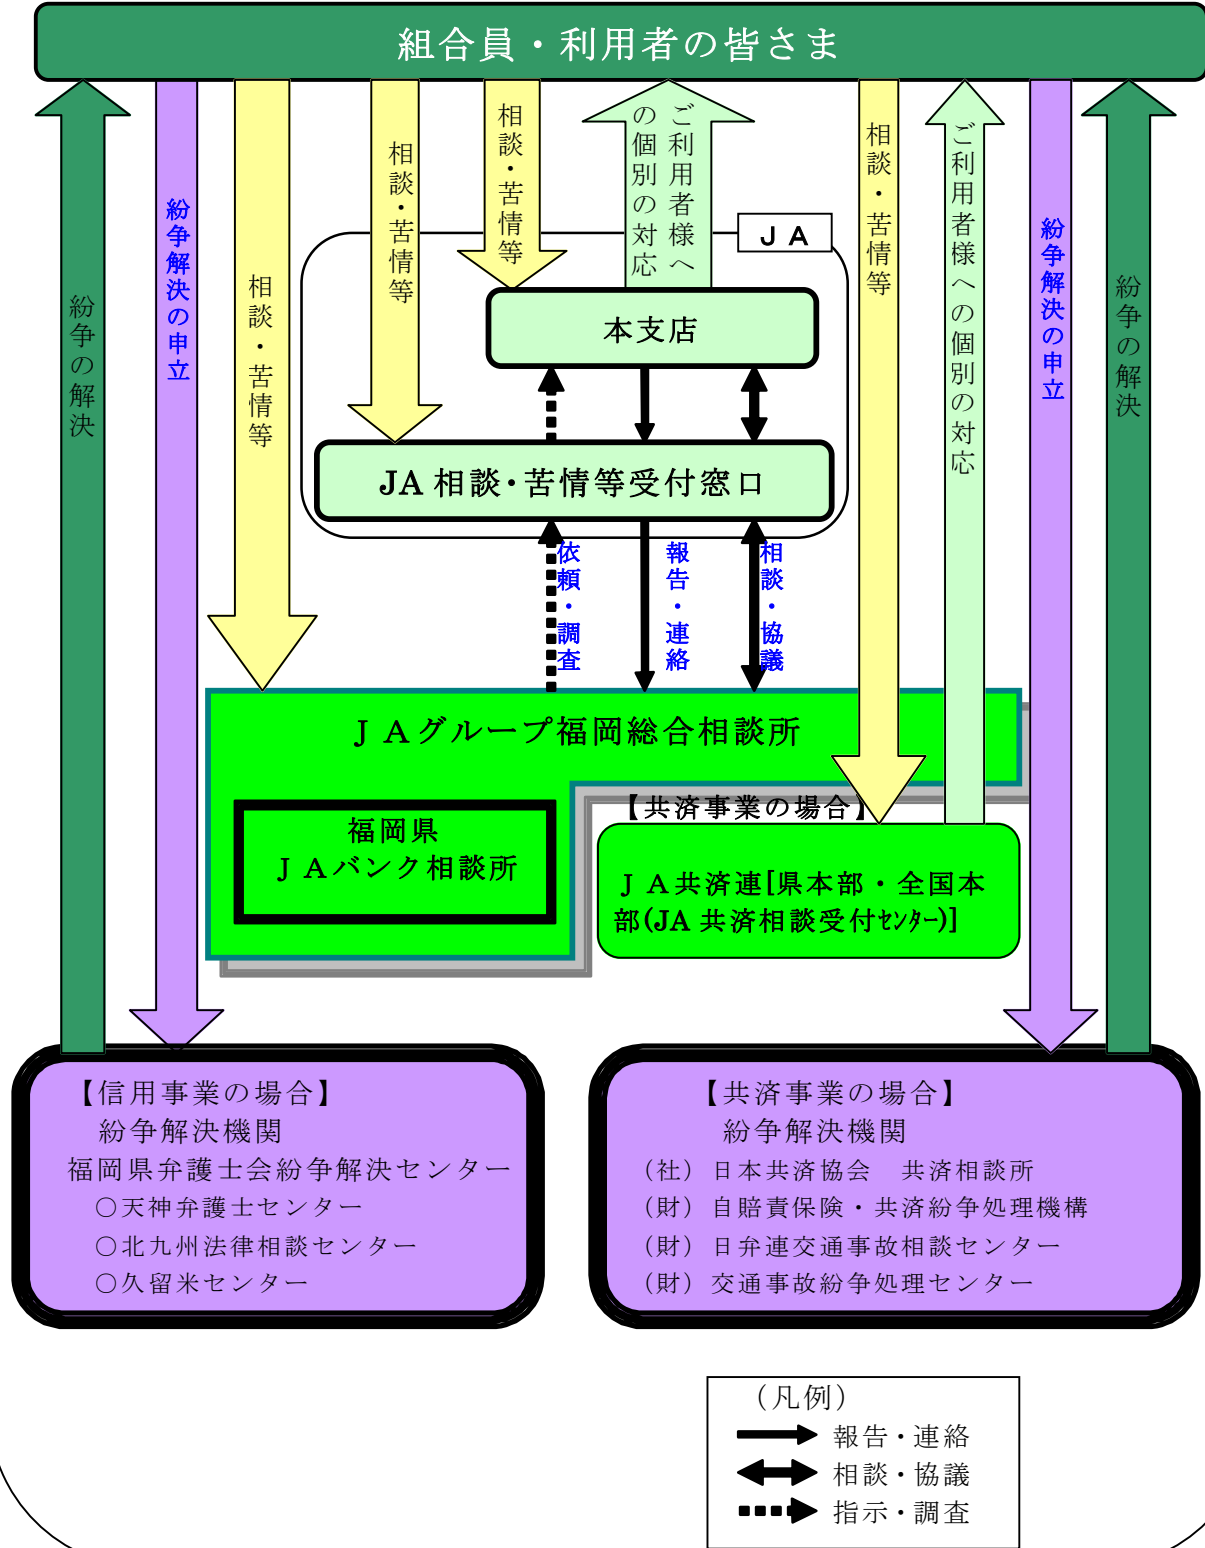 組合員・利用者の皆さま
紛争の解決
紛争解決の申立
相談・苦情等
相談・苦情等
相談・苦情等
ご利用者様へ
の個別の対応
相談・苦情等
ご利用者様への個別の対応
紛争解決の申立
紛争の解決
ＪＡ
本支店
JA 相談・苦情等受付窓口
依頼・調査
報告・連絡
相談・協議
ＪＡグループ福岡総合相談所
福岡県
ＪＡバンク相談所
【共済事業の場合】
ＪＡ共済連[県本部・全国本
部(JA 共済相談受付ｾﾝﾀｰ)]
【信用事業の場合】
紛争解決機関
福岡県弁護士会紛争解決センター
○天神弁護士センター
○北九州法律相談センター
○久留米センター
【共済事業の場合】
紛争解決機関
（社）日本共済協会　共済相談所
（財）自賠責保険・共済紛争処理機構
（財）日弁連交通事故相談センター
（財）交通事故紛争処理センター
（凡例）
報告・連絡
相談・協議
指示・調査